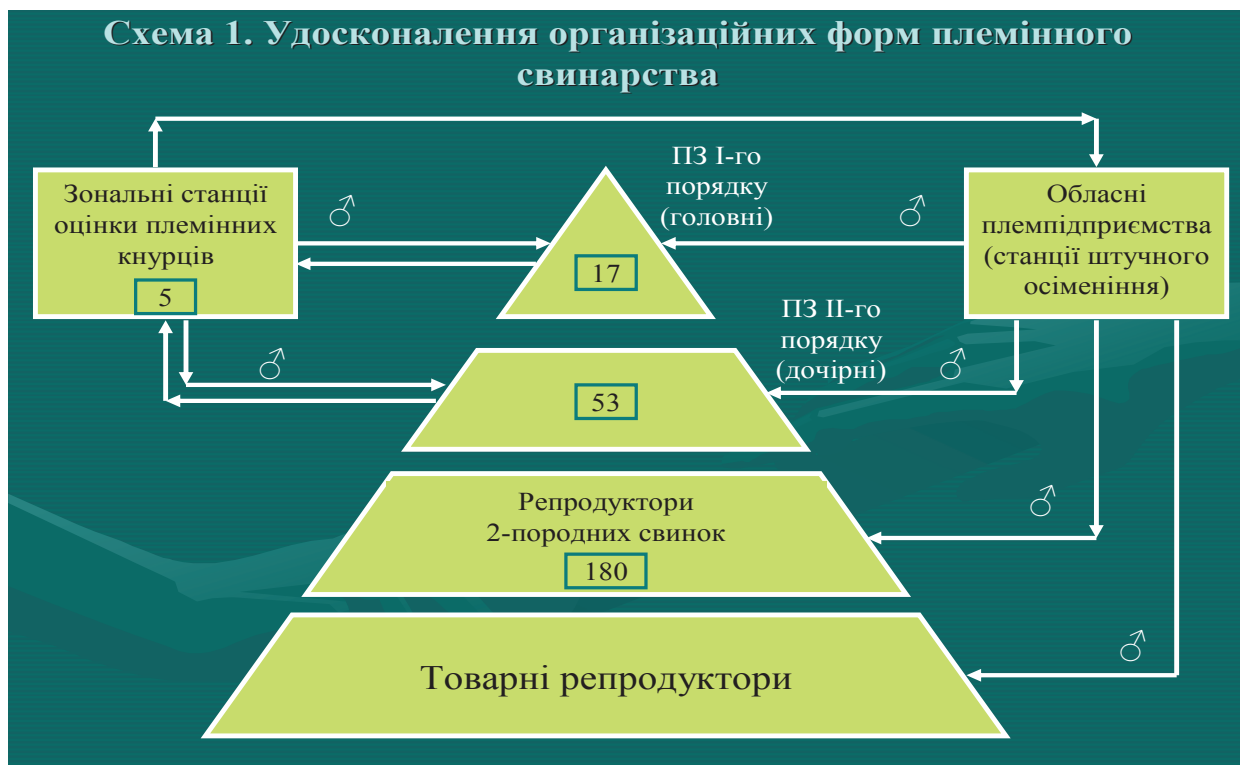 Схема 1. Удосконалення організаційних форм племінного
свинарства
Зональні станції
оцінки племінних
кнурців
5
♂
ПЗ І-го
порядку
(головні)
♂
Обласні
племпідприємства
(станції штучного
осіменіння)
17
♂
ПЗ ІІ-го
порядку
(дочірні)
♂
53
Репродуктори
2-породних свинок
180
♂
Товарні репродуктори
♂